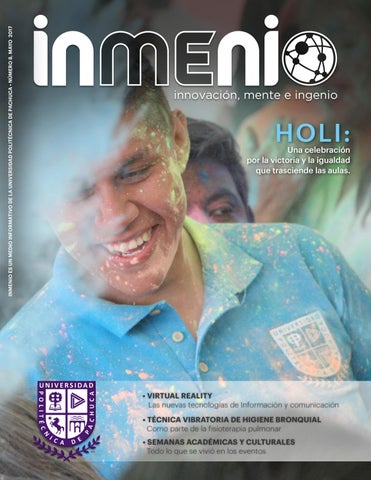 inmenio
innovación, mente e ingenio
INMENIO ES UN MEDIO INFORMATIVO DE LA UNIVERSIDAD POLITÉCNICA DE PACHUCA - NÚMERO 8, MAYO 2017
HOLI:
Una celebración
por la victoria y la igualdad
que trasciende las aulas.
UNIVERSIDAD
POLITÉCNICA DE PACHUCA
• VIRTUAL REALITY
Las nuevas tecnologías de Información y comunicación
• TÉCNICA VIBRATORIA DE HIGIENE BRONQUIAL
Como parte de la fisioterapia pulmonar
• SEMANAS ACADÉMICAS Y CULTURALES
Todo lo que se vivió en los eventos